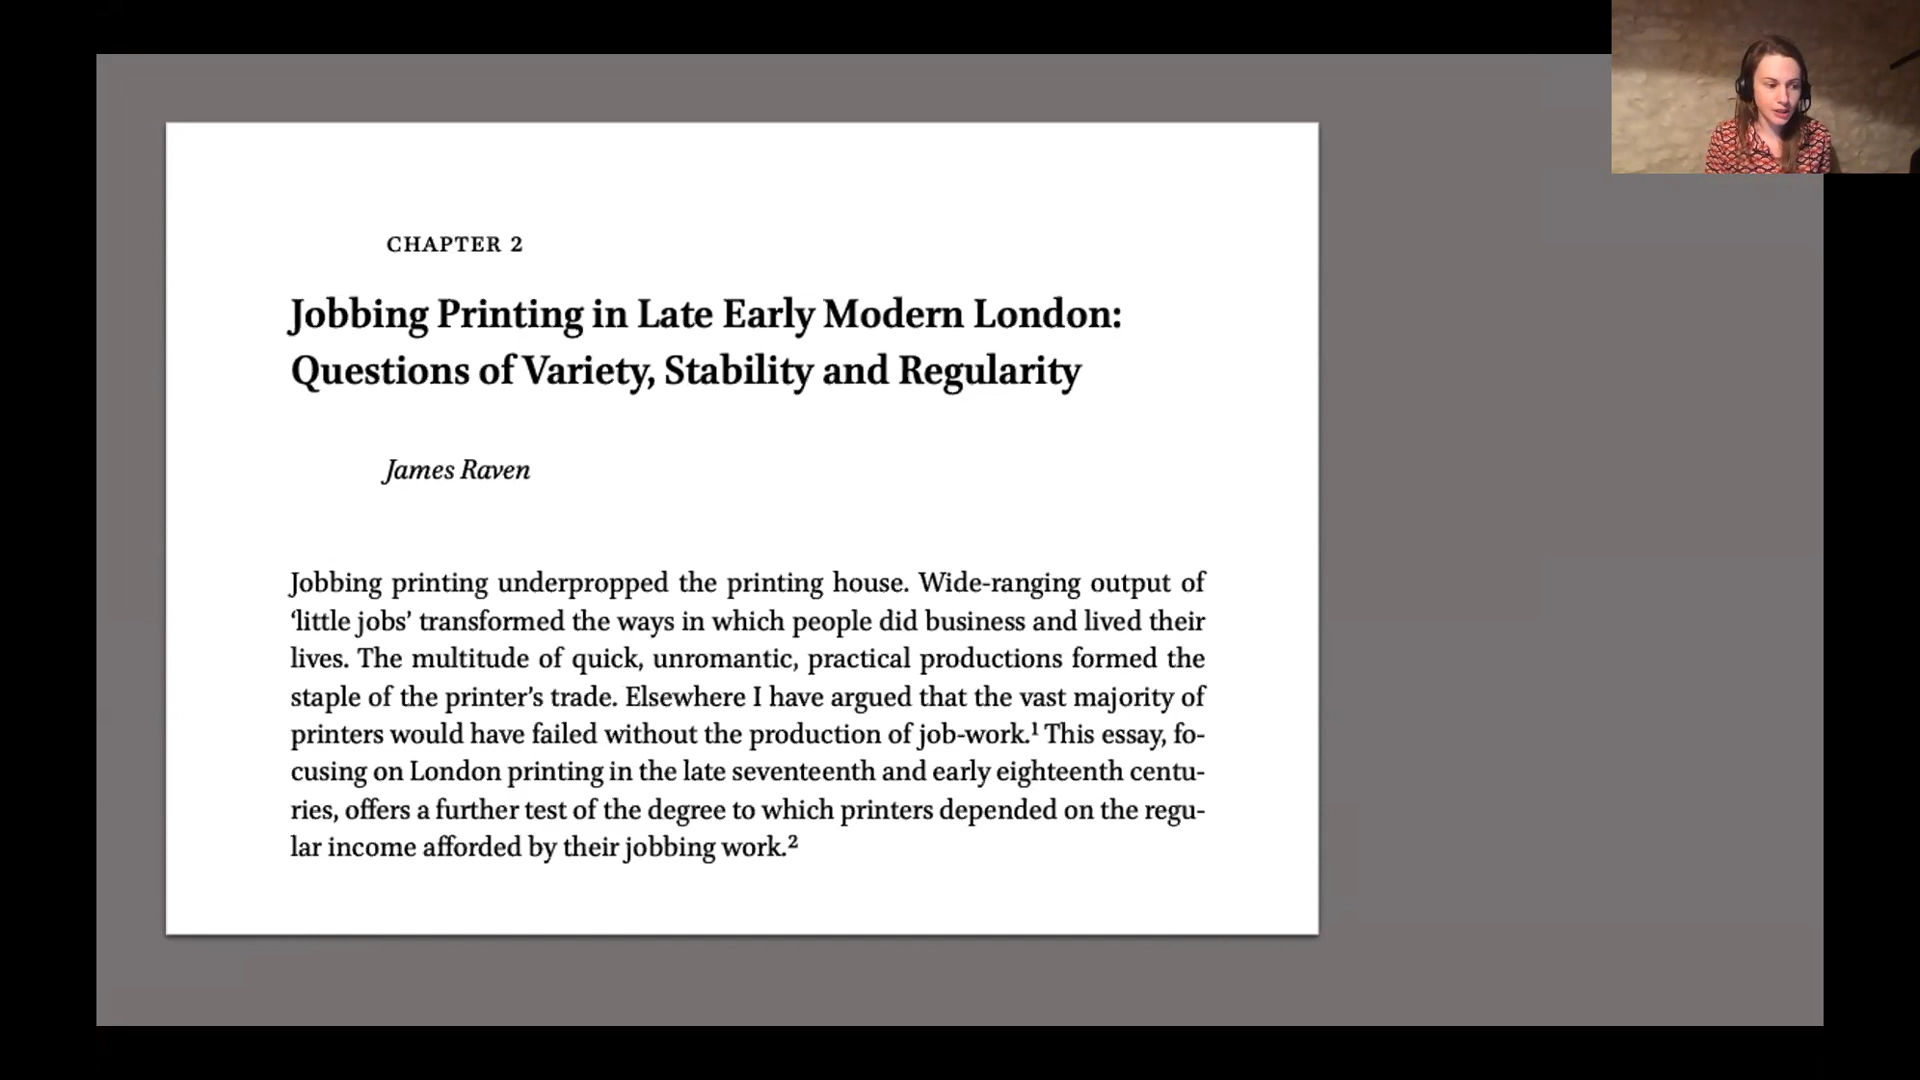 CHAPTER 2
Jobbing Printing in Late Early Modern London:
Questions of Variety, Stability and Regularity
James Raven
Jobbing printing underpropped the printing house. Wide-ranging output of
‘little jobs’ transformed the ways in which people did business and lived their
lives. The multitude of quick, unromantic, practical productions formed the
staple of the printer’s trade. Elsewhere I have argued that the vast majority of
printers would have failed without the production of job-work.¹ This essay, fo-
cusing on London printing in the late seventeenth and early eighteenth centu-
ries, offers a further test of the degree to which printers depended on the regu-
lar income afforded by their jobbing work.²